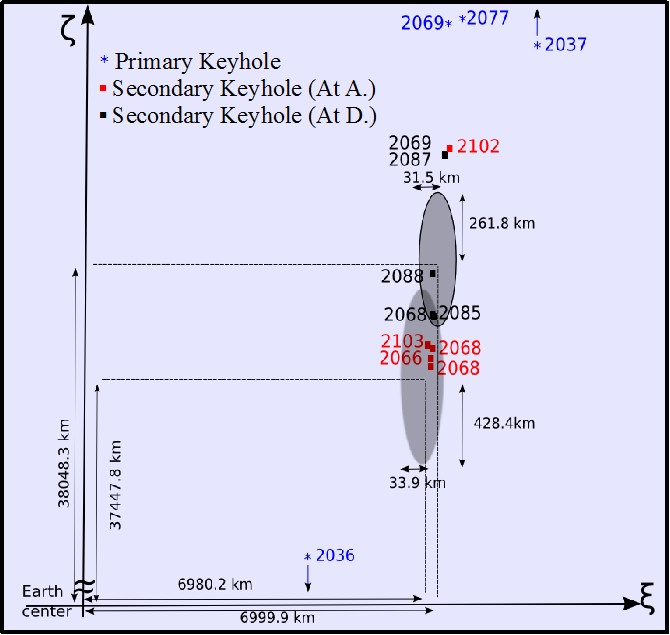 ζ
2069* *2077
*2037
* Primary Keyhole
Secondary Keyhole (At A.)
Secondary Keyhole (At D.)
2069
2087
2102
31.5 km
261.8 km
2088
2068 2085
2103 2068
2066
2068
428.4km
33.9 km
38048.3 km
37447.8 km
*2036
6980.2 km
Earth
center
6999.9 km
ξ